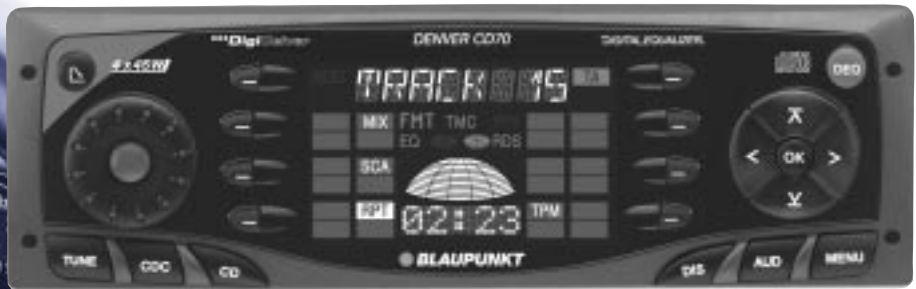 DigiCeiver DENVER CD70 DIGITAL EQUALIZER
4x45W
TRACK 15 TA
DEQ
MIX FMT TMC
EQ RDS
SCA
< OK >
RPT 02:23 TPM
BLAUPUNKT
TUNE CDC CD DIS AUD MENU